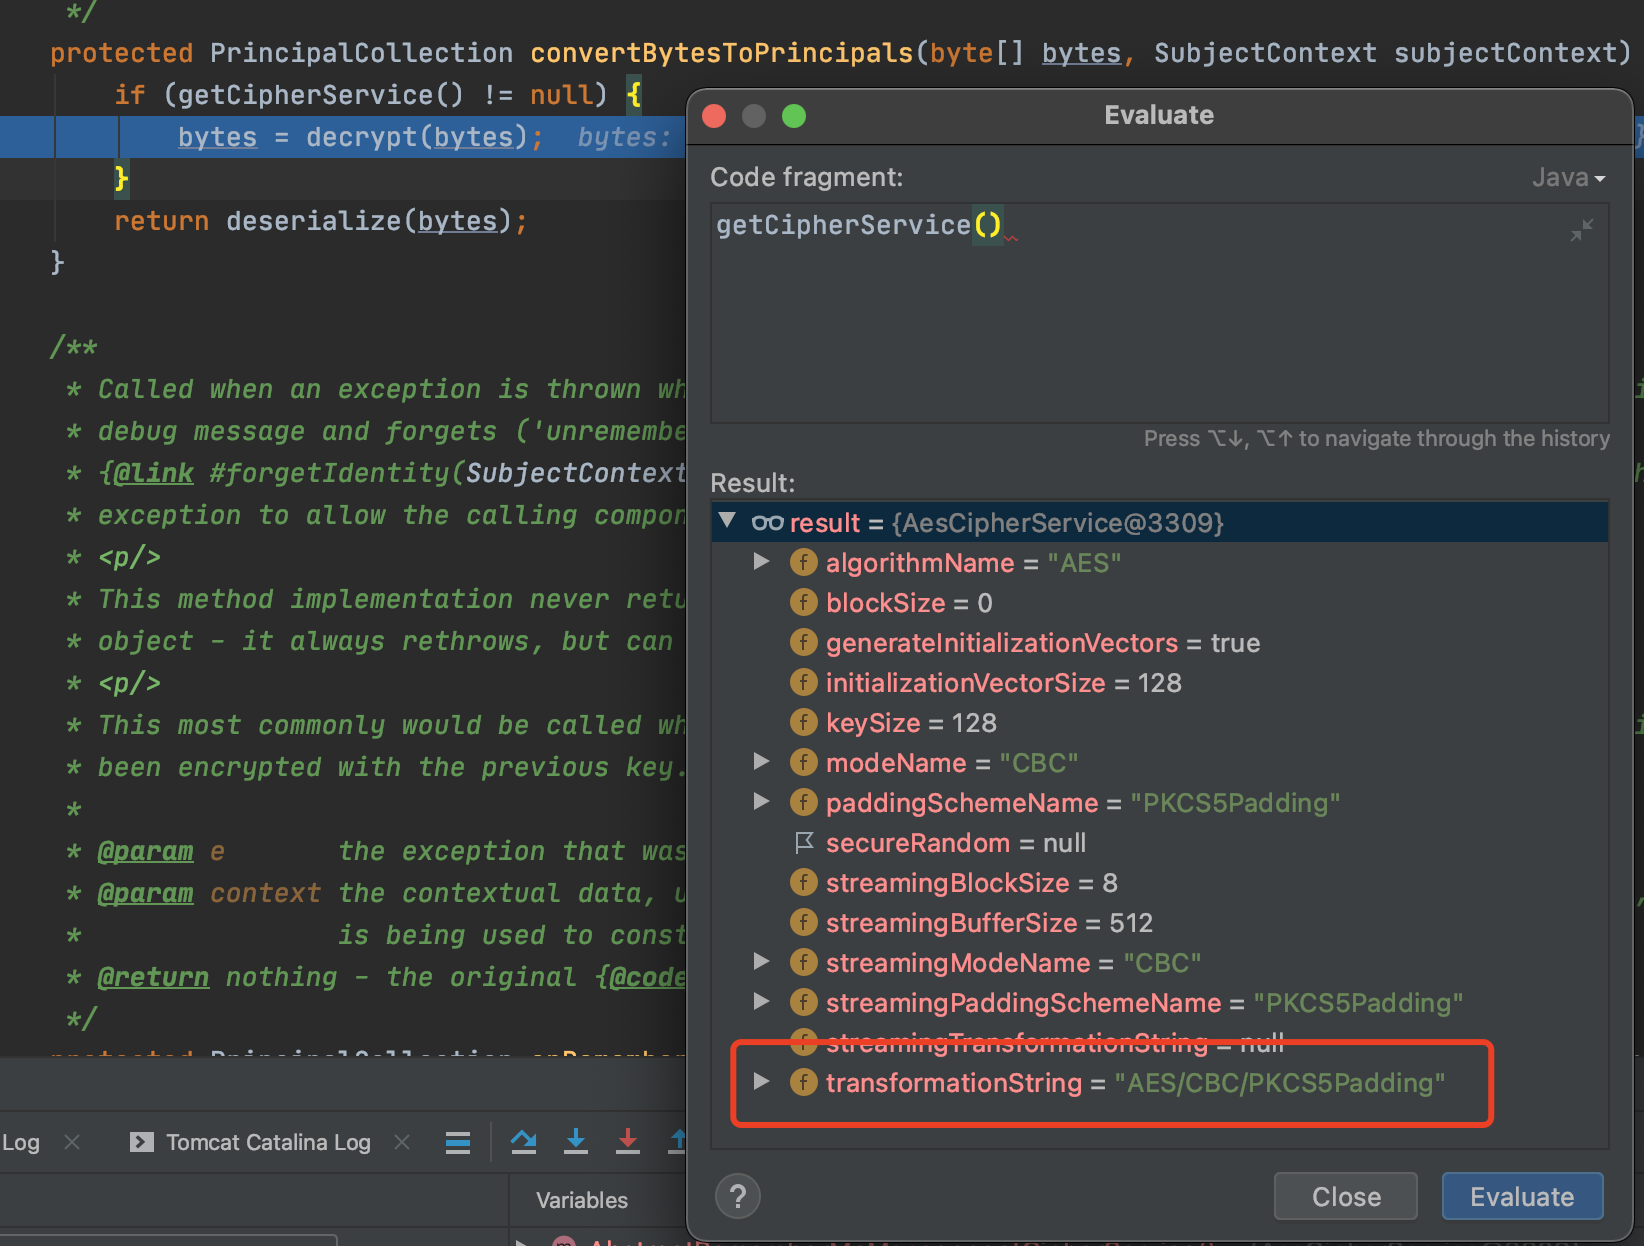 */
protected PrincipalCollection convertBytesToPrincipals(byte[] bytes, SubjectContext subjectContext)
if (getCipherService() != null) {
bytes = decrypt(bytes); bytes:
}
return deserialize(bytes);
}
/**
* Called when an exception is thrown wh
* debug message and forgets ('unremembe
* {@link #forgetIdentity(SubjectContext
* exception to allow the calling compon
* <p/>
* This method implementation never retu
* object - it always rethrows, but can
* <p/>
* This most commonly would be called wh
* been encrypted with the previous key.
*
* @param e the exception that was
* @param context the contextual data, u
* is being used to const
* @return nothing - the original {@code
*/
Log
Tomcat Catalina Log
Variables
Evaluate
Code fragment:
Java
getCipherService()
Press ⌥↓, ⌥↑ to navigate through the history
Result:
result = {AesCipherService@3309}
algorithmName = "AES"
blockSize = 0
generateInitializationVectors = true
initializationVectorSize = 128
keySize = 128
modeName = "CBC"
paddingSchemeName = "PKCS5Padding"
secureRandom = null
streamingBlockSize = 8
streamingBufferSize = 512
streamingModeName = "CBC"
streamingPaddingSchemeName = "PKCS5Padding"
streamingTransformationString = null
transformationString = "AES/CBC/PKCS5Padding"
?
Close
Evaluate